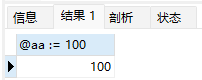 信息 结果 1 剖析 状态
@aa := 100
100